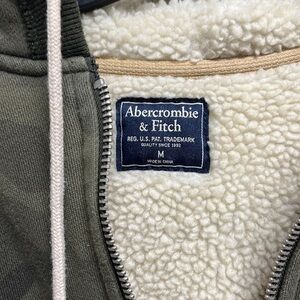 Abercrombie
& Fitch
REG. U.S. PAT. TRADEMARK
QUALITY SINCE 1892
M
MADE IN CHINA